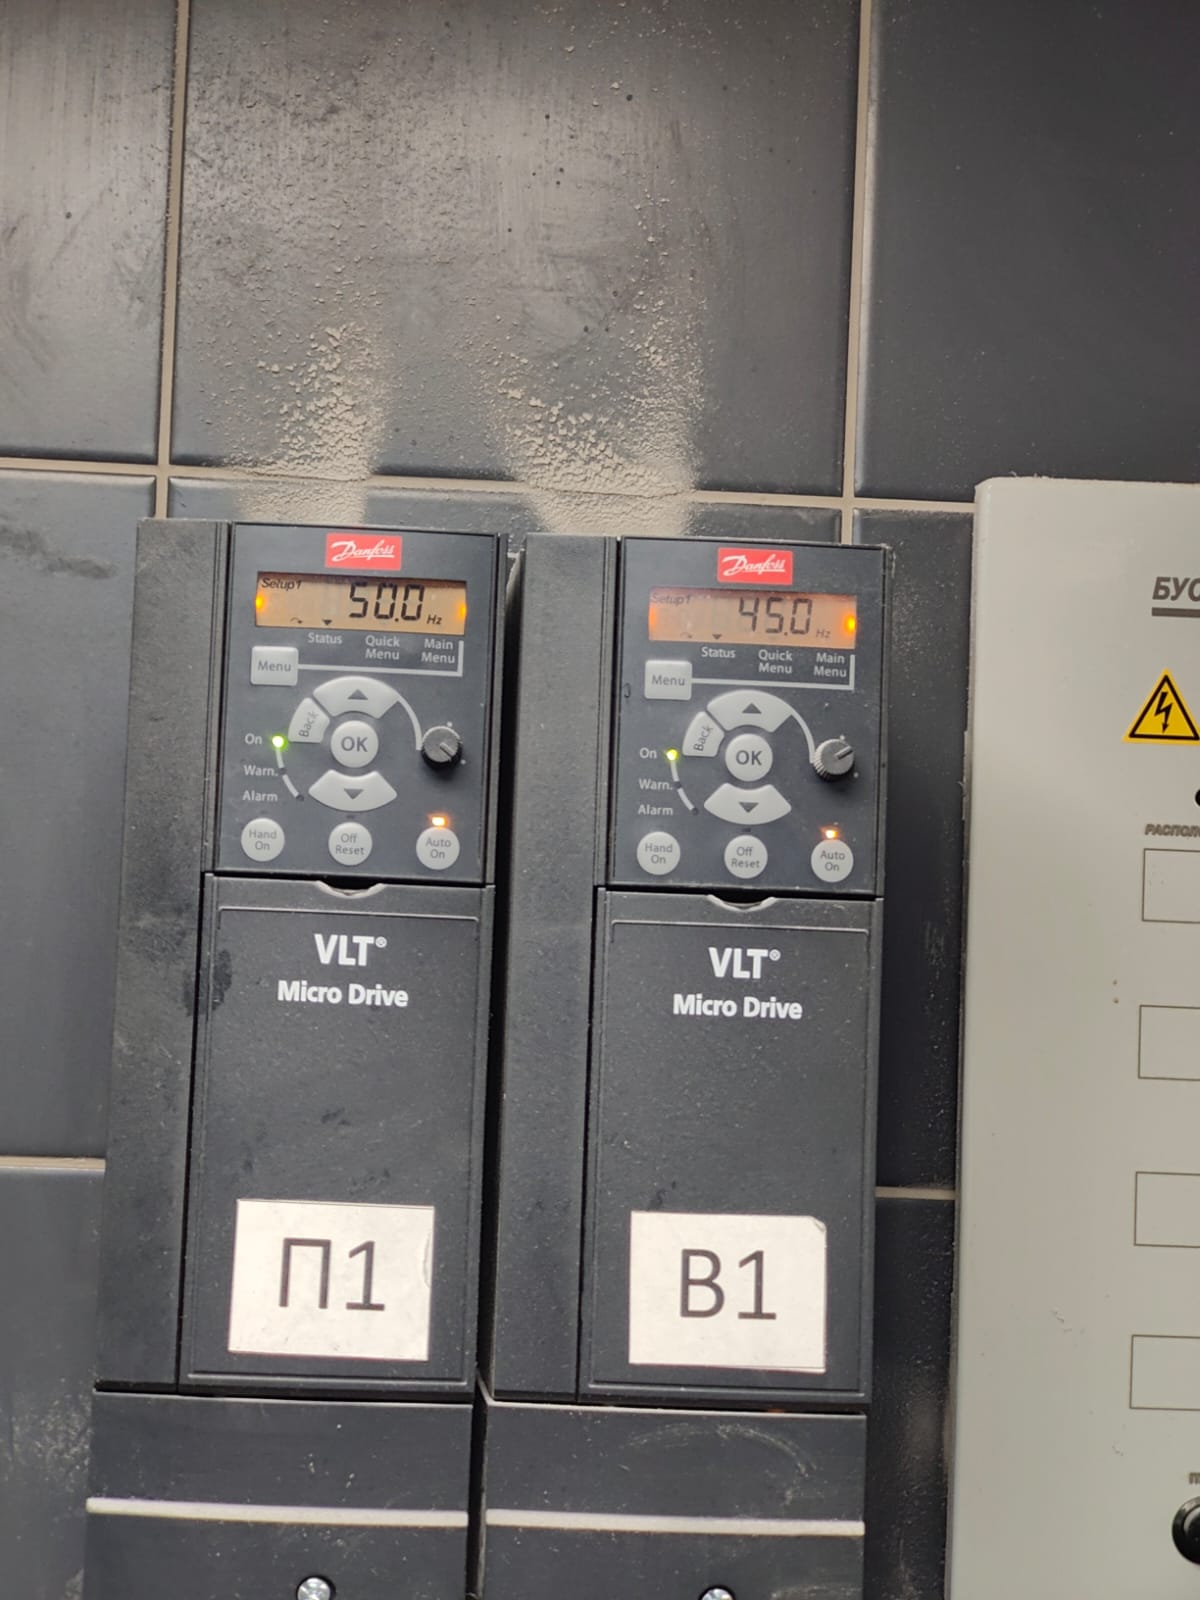 Danfoss
Setup1
50.0 Hz
Status
Quick Menu
Main Menu
Menu
Back
OK
On
Warn.
Alarm
Hand On
Off Reset
Auto On
VLT®
Micro Drive
П1
Danfoss
Setup1
45.0 Hz
Status
Quick Menu
Main Menu
Menu
Back
OK
On
Warn.
Alarm
Hand On
Off Reset
Auto On
VLT®
Micro Drive
В1